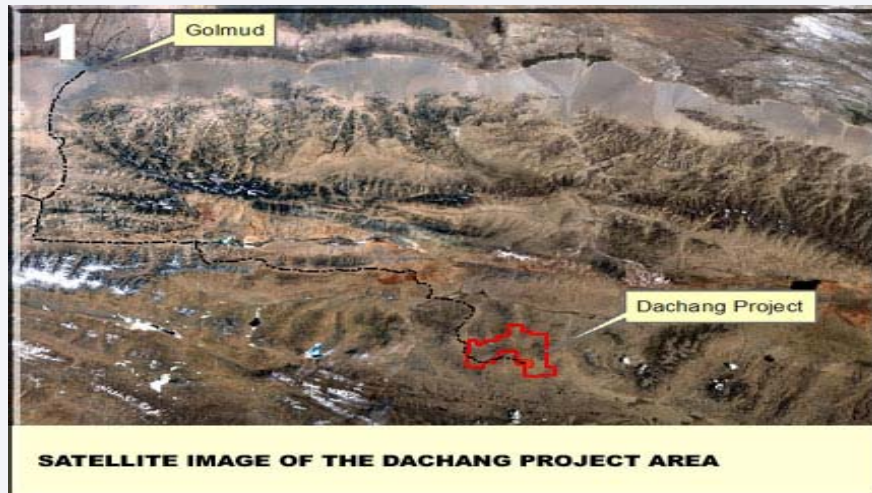 1
Golmud
Dachang Project
SATELLITE IMAGE OF THE DACHANG PROJECT AREA